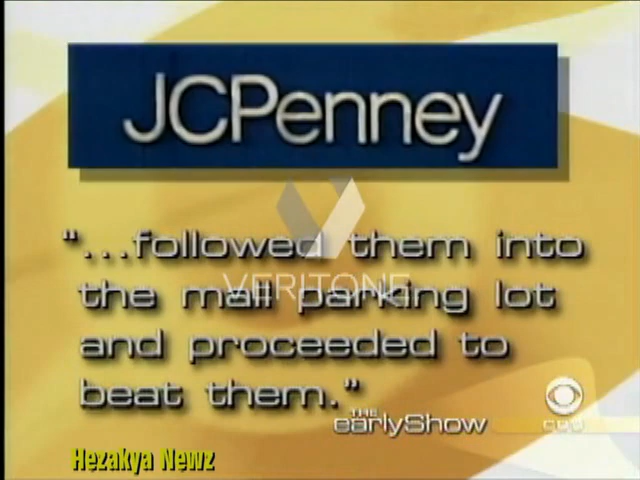 JCPenney
"...followed them into
the mall parking lot
and proceeded to
beat them."
VERITONE
THE
earlyShow
CBS
Hezakya Newz